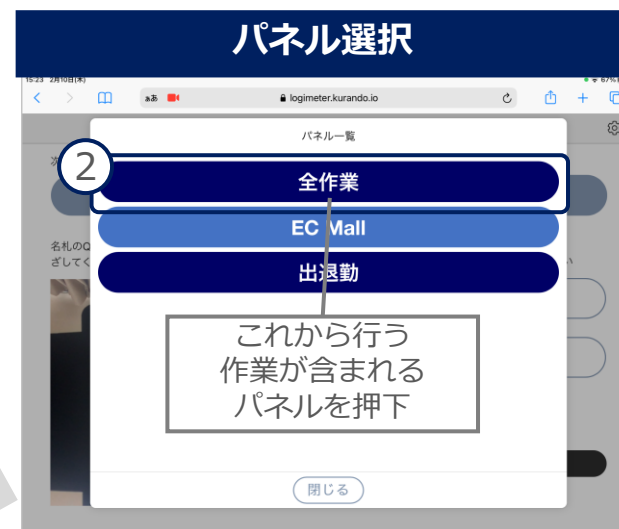 パネル選択
15:23 2月10日(木)
67%
ぁあ
logimeter.kurando.io
パネル一覧
次
2
全作業
EC Mall
名札のQ
ざしてく
い
出退勤
これから行う
作業が含まれる
パネルを押下
閉じる